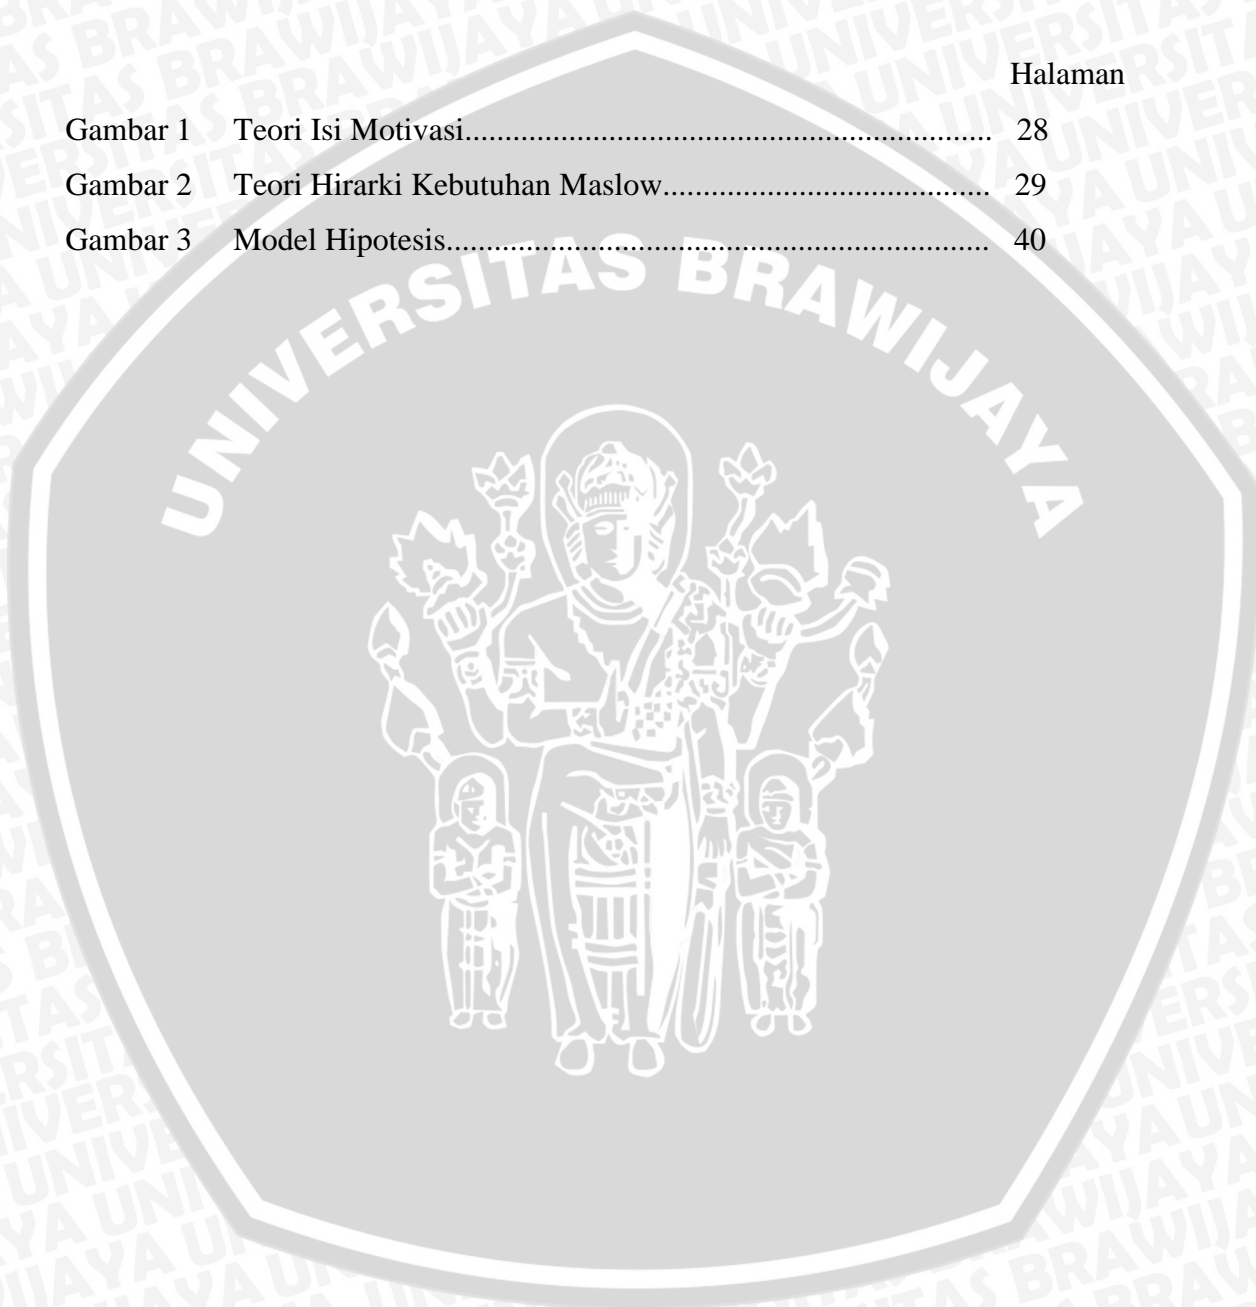 Halaman
Gambar 1 Teori Isi Motivasi................................................................. 28
Gambar 2 Teori Hirarki Kebutuhan Maslow........................................ 29
Gambar 3 Model Hipotesis.................................................................. 40
UNIVERSITAS BRAWIJAYA